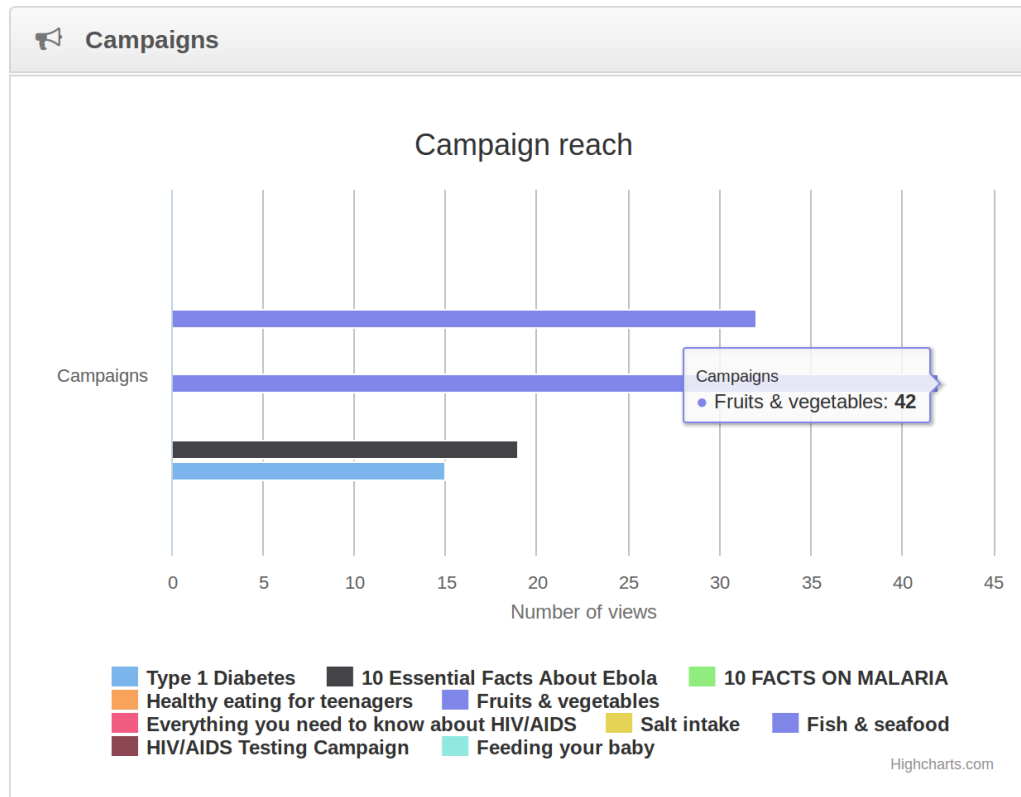 Campaigns
Campaign reach
Campaigns
Campaigns
Fruits & vegetables: 42
0 5 10 15 20 25 30 35 40 45
Number of views
Type 1 Diabetes 10 Essential Facts About Ebola 10 FACTS ON MALARIA
Healthy eating for teenagers Fruits & vegetables
Everything you need to know about HIV/AIDS Salt intake Fish & seafood
HIV/AIDS Testing Campaign Feeding your baby
Highcharts.com